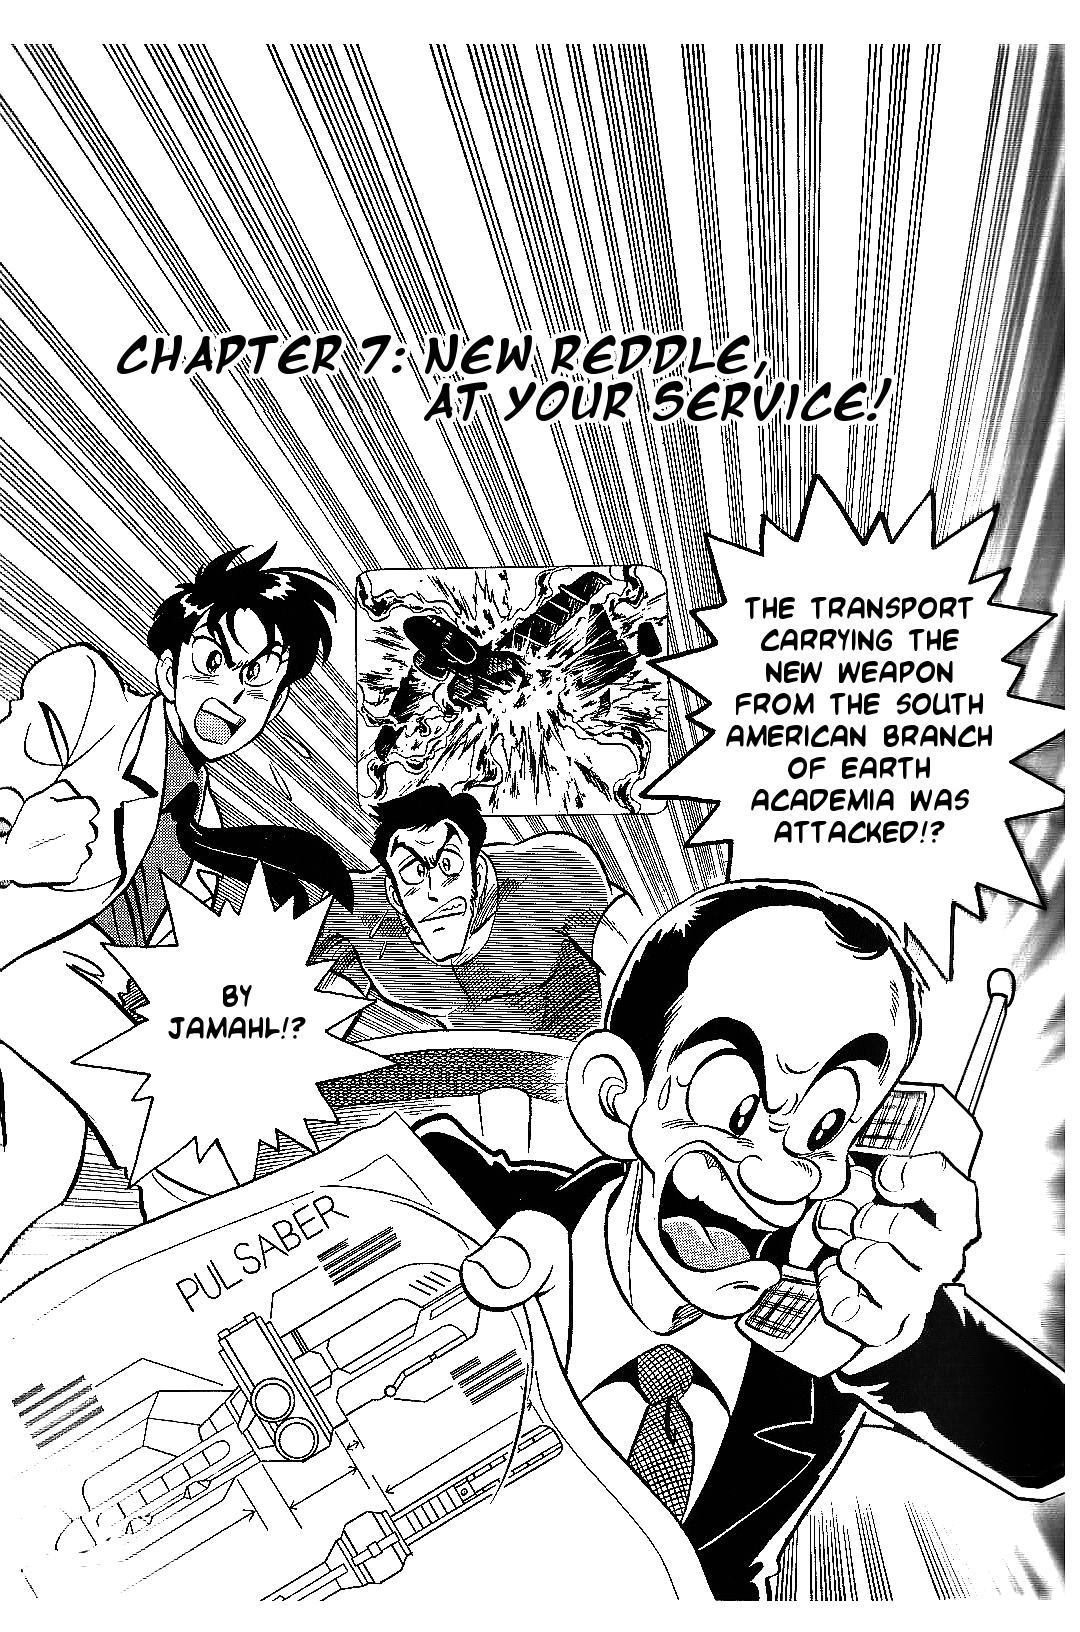 CHAPTER 7: NEW REDDLE,
AT YOUR SERVICE!
THE TRANSPORT
CARRYING THE
NEW WEAPON
FROM THE SOUTH
AMERICAN BRANCH
OF EARTH
ACADEMIA WAS
ATTACKED!?
BY
JAMAHL!?
PULSABER